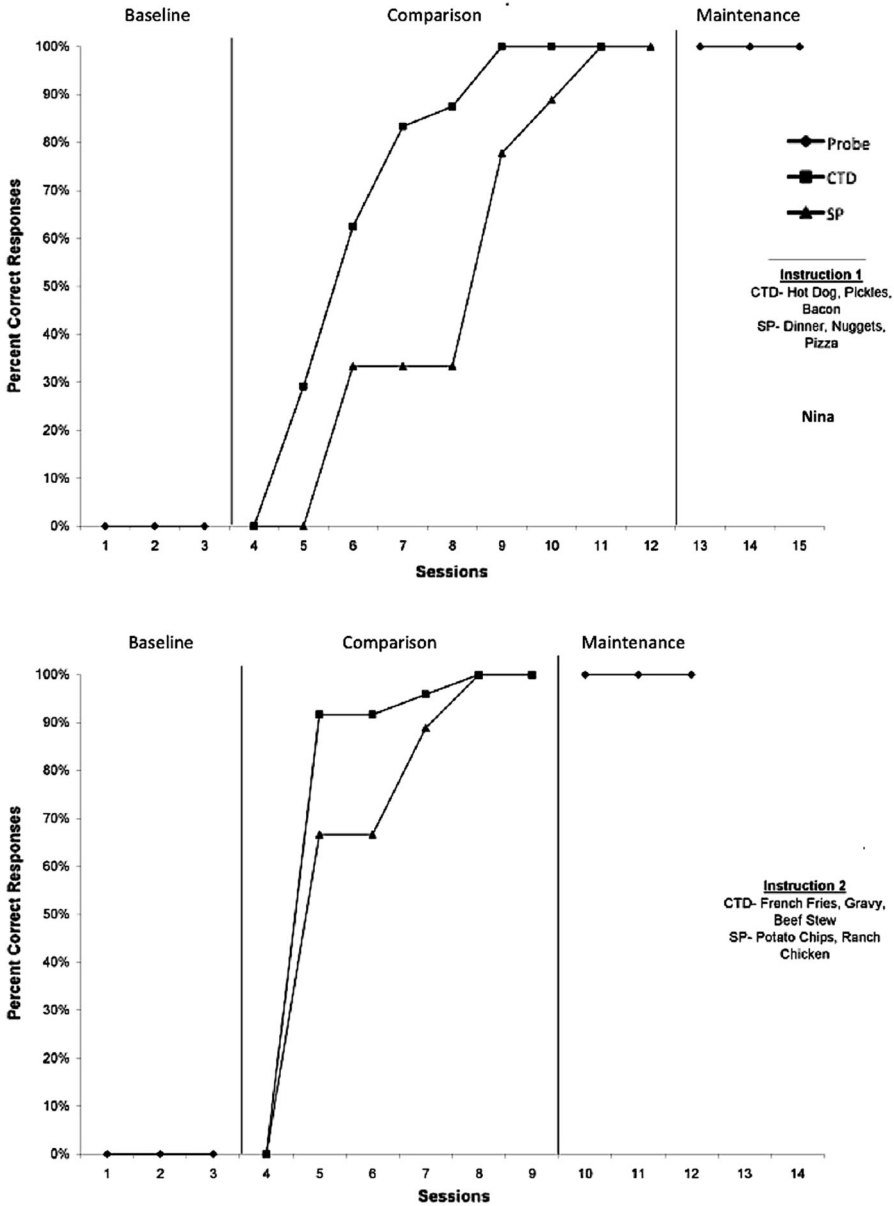 Baseline Comparison Maintenance
100%
90%
80%
70%
60%
50%
40%
30%
20%
10%
0%
Percent Correct Responses
Probe
CTD
SP
Instruction 1
CTD- Hot Dog, Pickles,
Bacon
SP- Dinner, Nuggets,
Pizza
Nina
1 2 3 4 5 6 7 8 9 10 11 12 13 14 15
Sessions
Baseline Comparison Maintenance
100%
90%
80%
70%
60%
50%
40%
30%
20%
10%
0%
Percent Correct Responses
Instruction 2
CTD- French Fries, Gravy,
Beef Stew
SP- Potato Chips, Ranch
Chicken
1 2 3 4 5 6 7 8 9 10 11 12 13 14
Sessions